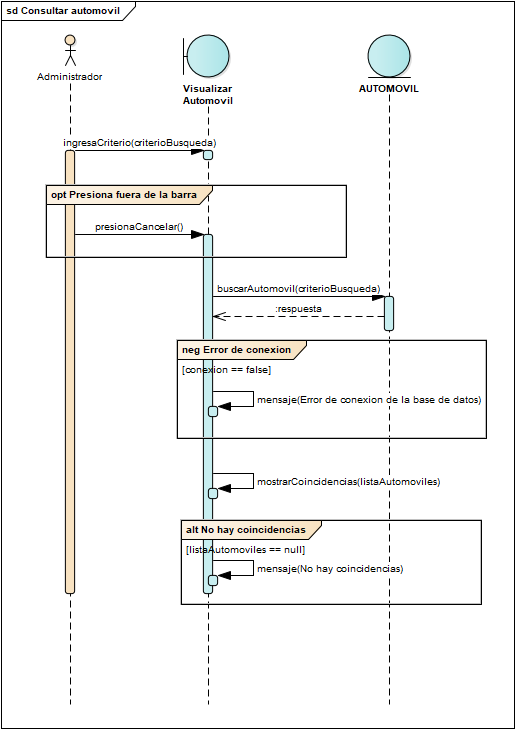 sd Consultar automovil
Administrador
Visualizar
Automovil
AUTOMOVIL
ingresaCriterio(criterioBusqueda)
opt Presiona fuera de la barra
presionaCancelar()
buscarAutomovil(criterioBusqueda)
:respuesta
neg Error de conexion
[conexion == false]
mensaje(Error de conexion de la base de datos)
mostrarCoincidencias(listaAutomoviles)
alt No hay coincidencias
[listaAutomoviles == null]
mensaje(No hay coincidencias)